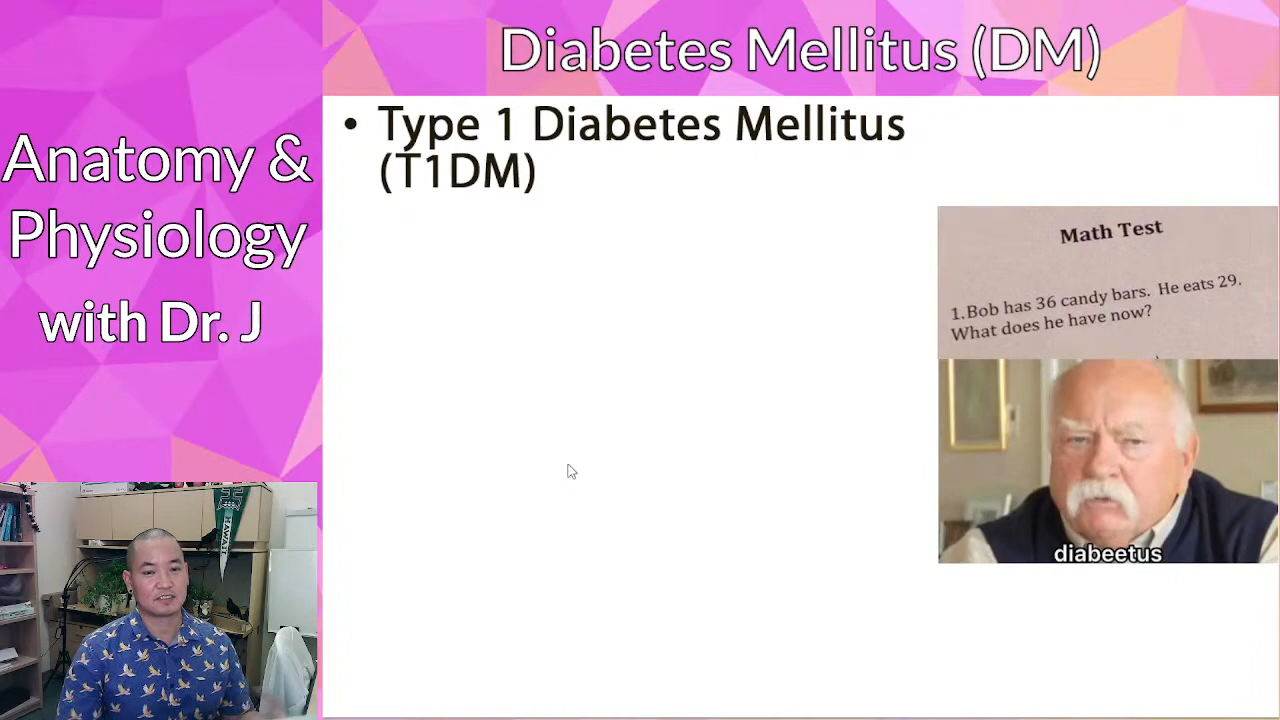 Anatomy &
Physiology
with Dr. J
Diabetes Mellitus (DM)
• Type 1 Diabetes Mellitus
(T1DM)
Math Test
1.Bob has 36 candy bars. He eats 29.
What does he have now?
diabeetus
HAWAI'I